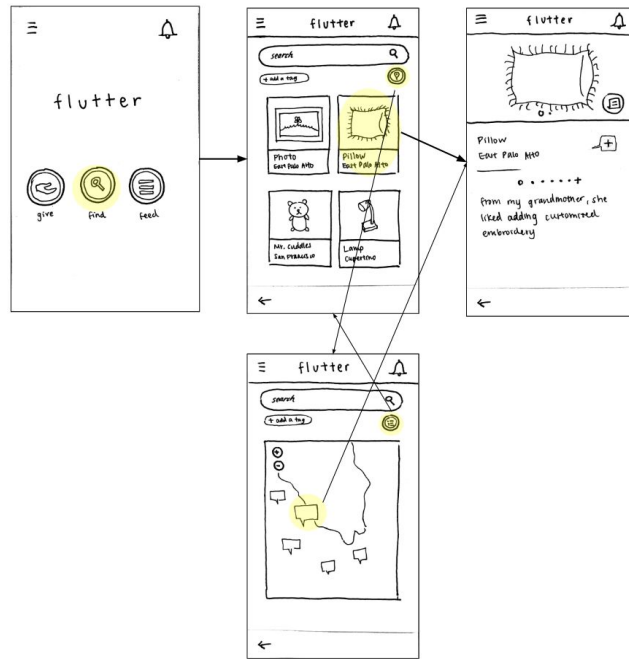 flutter
give
find
feed
flutter
search
+ add a tag
Photo
East Palo Alto
Pillow
East Palo Alto
Mr. Cuddles
San Francisco
Lamp
Cupertino
Pillow
East Palo Alto
From my grandmother, she
liked adding customized
embroidery
flutter
search
+ add a tag